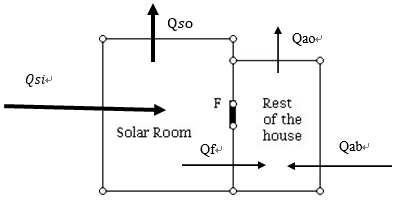 Qso
Qao
Qsi
F
Rest
of the
house
Solar Room
Qf
Qab